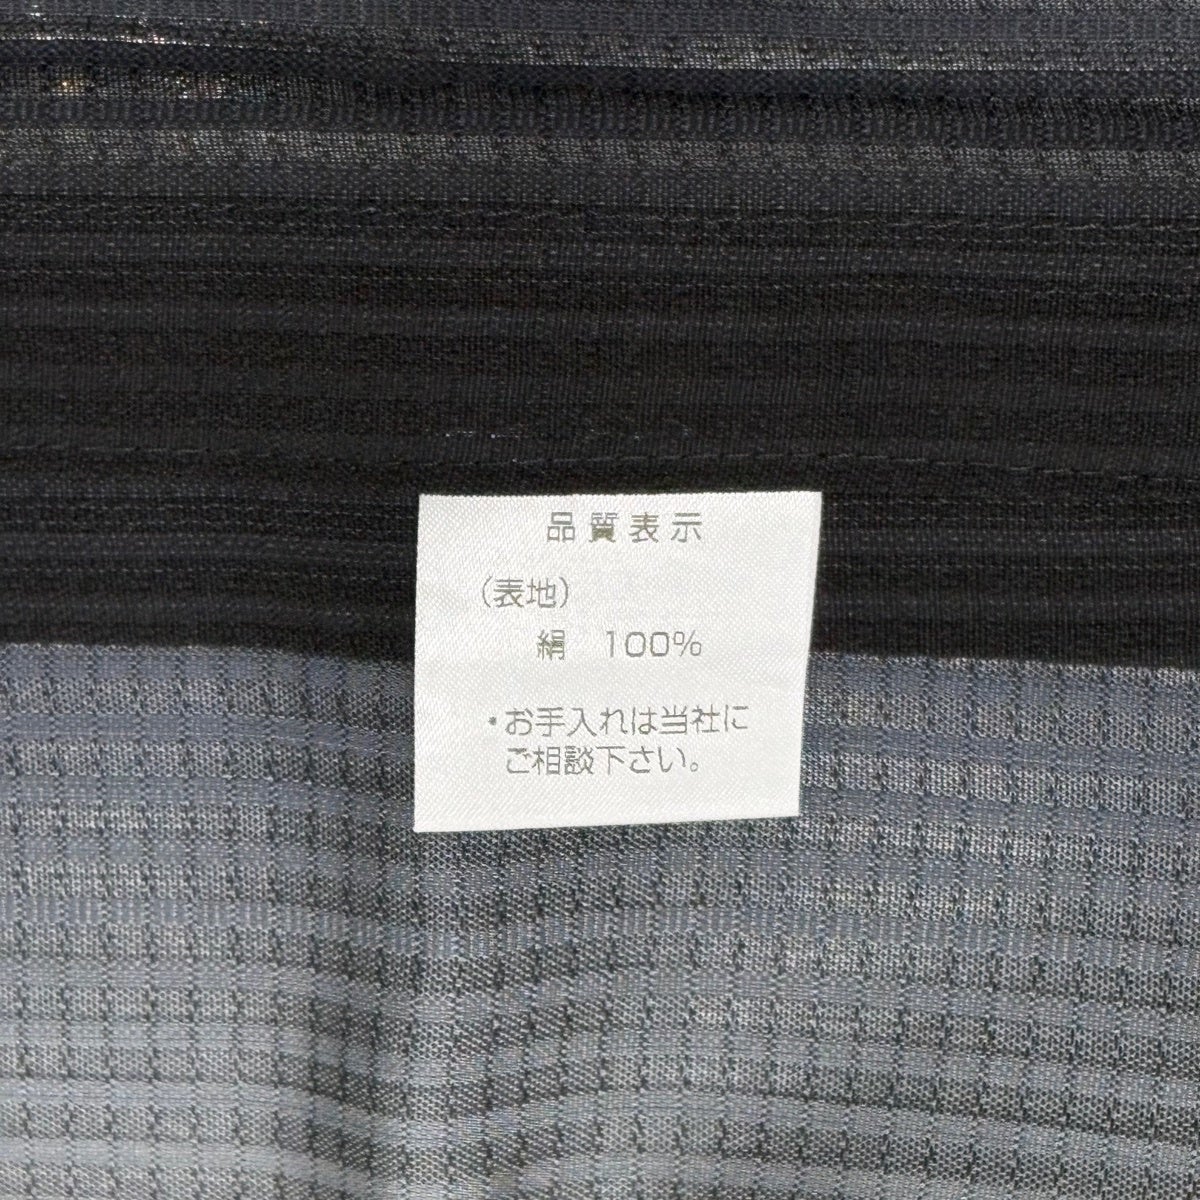 品質表示
（表地）
絹 100%
・お手入れは当社に
ご相談下さい。